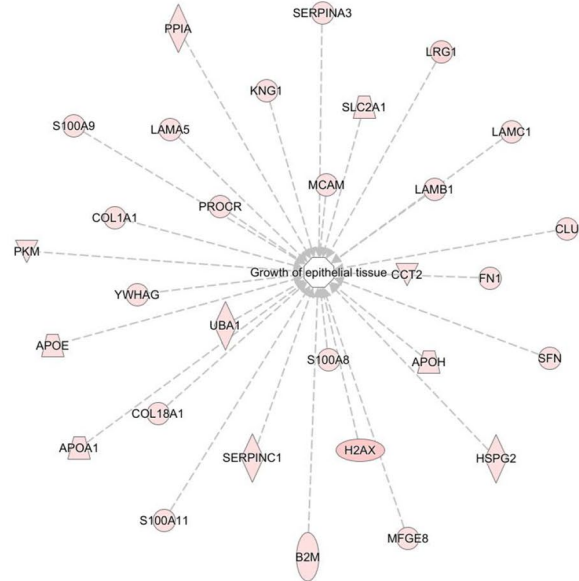 SERPINA3
PPIA
LRG1
KNG1
SLC2A1
S100A9
LAMA5
LAMC1
MCAM
LAMB1
PROCR
COL1A1
CLU
PKM
Growth of epithelial tissue
CCT2
FN1
YWHAG
UBA1
APOE
S100A8
APOH
SFN
COL18A1
APOA1
SERPINC1
H2AX
HSPG2
S100A11
MFGE8
B2M